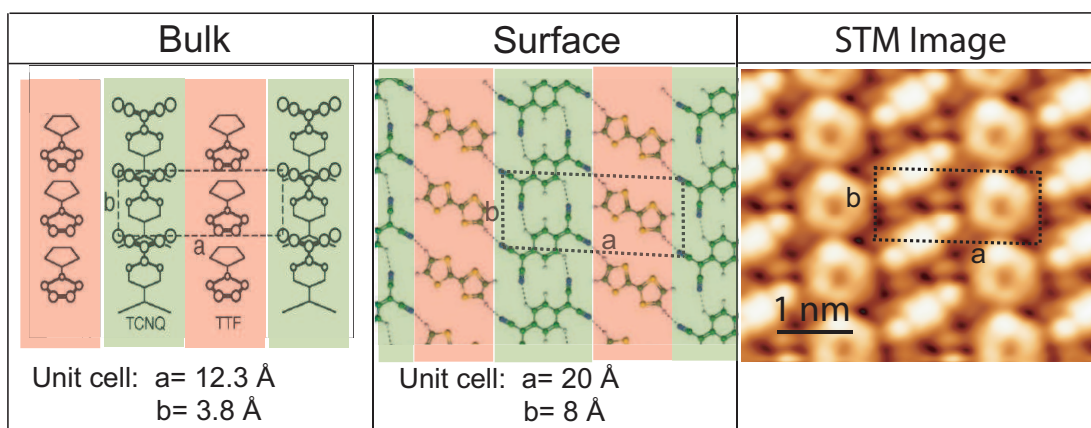 Bulk
Surface
STM Image
b
a
TCNQ
TTF
b
a
b
a
1 nm
Unit cell: a= 12.3 Å
b= 3.8 Å
Unit cell: a= 20 Å
b= 8 Å